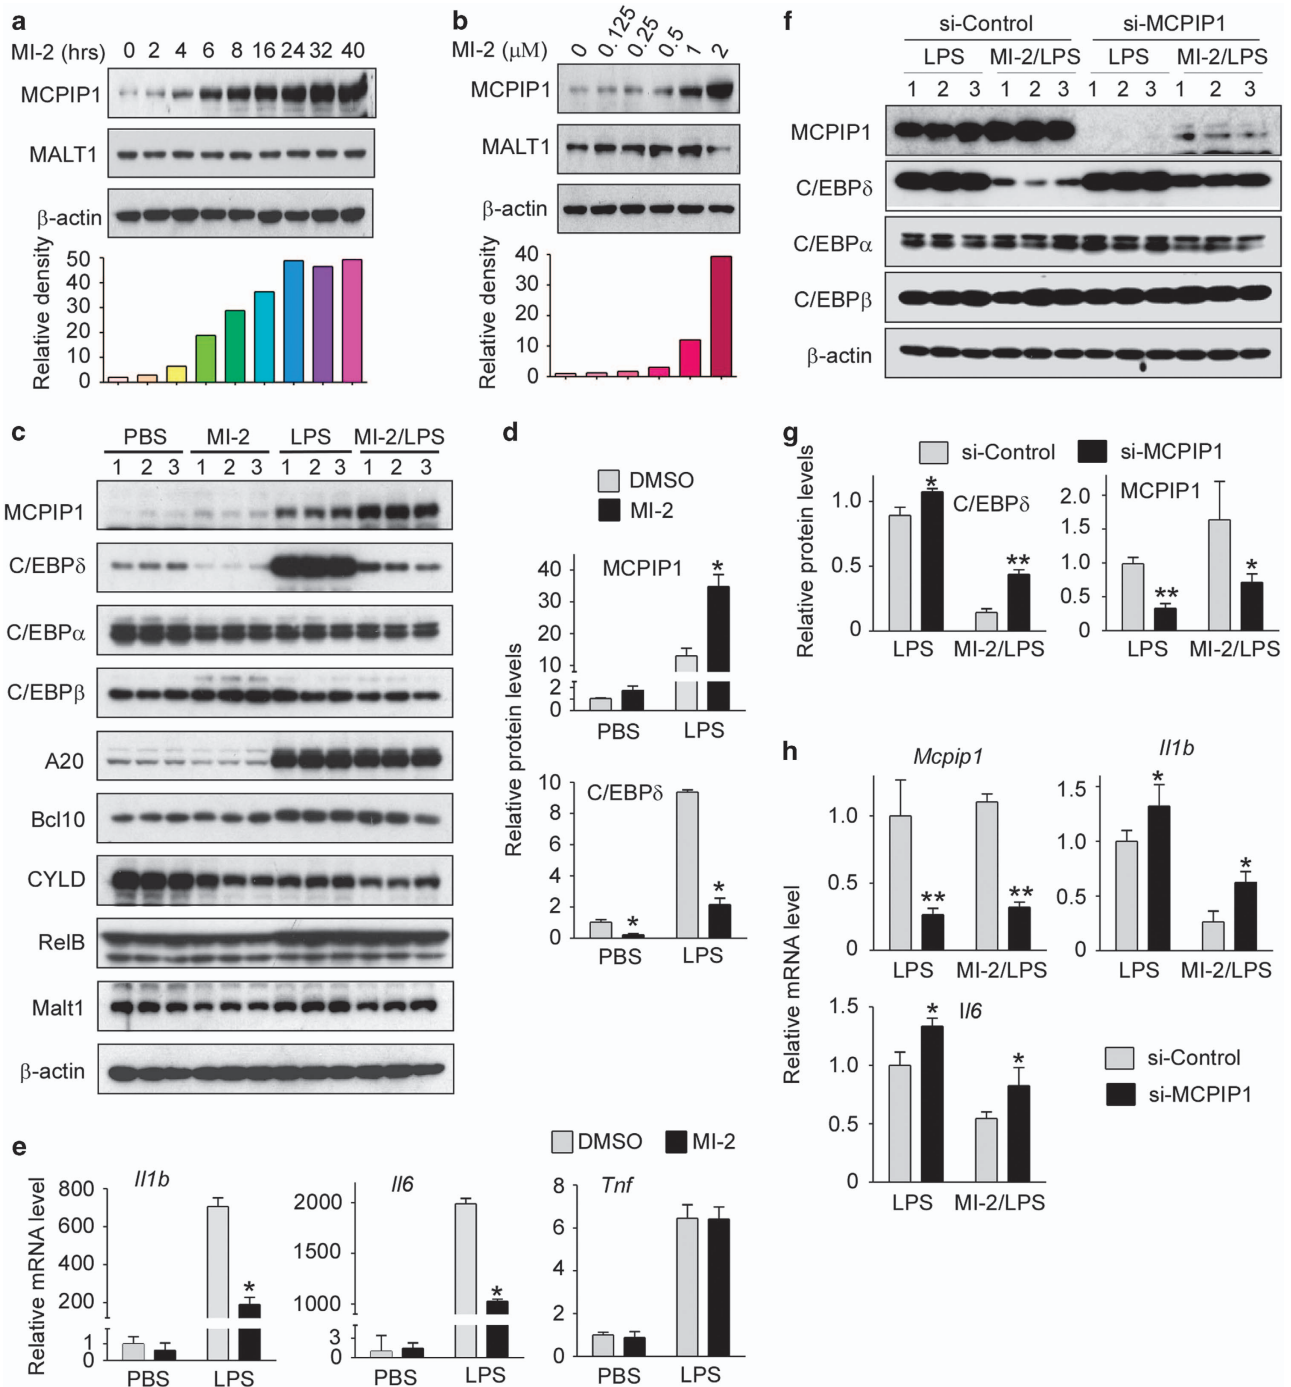 a
MI-2 (hrs) 0 2 4 6 8 16 24 32 40
MCPIP1
MALT1
β-actin
Relative density
50
40
30
20
10
0
b
MI-2 (μM) 0 0.125 0.25 0.5 1 2
MCPIP1
MALT1
β-actin
Relative density
40
30
20
10
0
c
PBS MI-2 LPS MI-2/LPS
1 2 3 1 2 3 1 2 3 1 2 3
MCPIP1
C/EBPδ
C/EBPα
C/EBPβ
A20
Bcl10
CYLD
RelB
Malt1
β-actin
d
DMSO
MI-2
Relative protein levels
MCPIP1
*
40
30
20
10
2
0
PBS LPS
C/EBPδ
10
8
6
4
2
0
* *
PBS LPS
e
DMSO MI-2
Relative mRNA level
Il1b
800
600
400
200
1
0
*
PBS LPS
Il6
2000
1500
1000
3
0
*
PBS LPS
Tnf
8
6
4
2
0
PBS LPS
f
si-Control si-MCPIP1
LPS MI-2/LPS LPS MI-2/LPS
1 2 3 1 2 3 1 2 3 1 2 3
MCPIP1
C/EBPδ
C/EBPα
C/EBPβ
β-actin
g
si-Control si-MCPIP1
Relative protein levels
C/EBPδ
1.0
0.5
0
* **
LPS MI-2/LPS
MCPIP1
2.0
1.5
1.0
0.5
0
** *
LPS MI-2/LPS
h
Relative mRNA level
Mcpip1
1.0
0.5
0
** **
LPS MI-2/LPS
Il1b
1.5
1.0
0.5
0
* *
LPS MI-2/LPS
Il6
1.5
1.0
0.5
0
* *
LPS MI-2/LPS
si-Control
si-MCPIP1